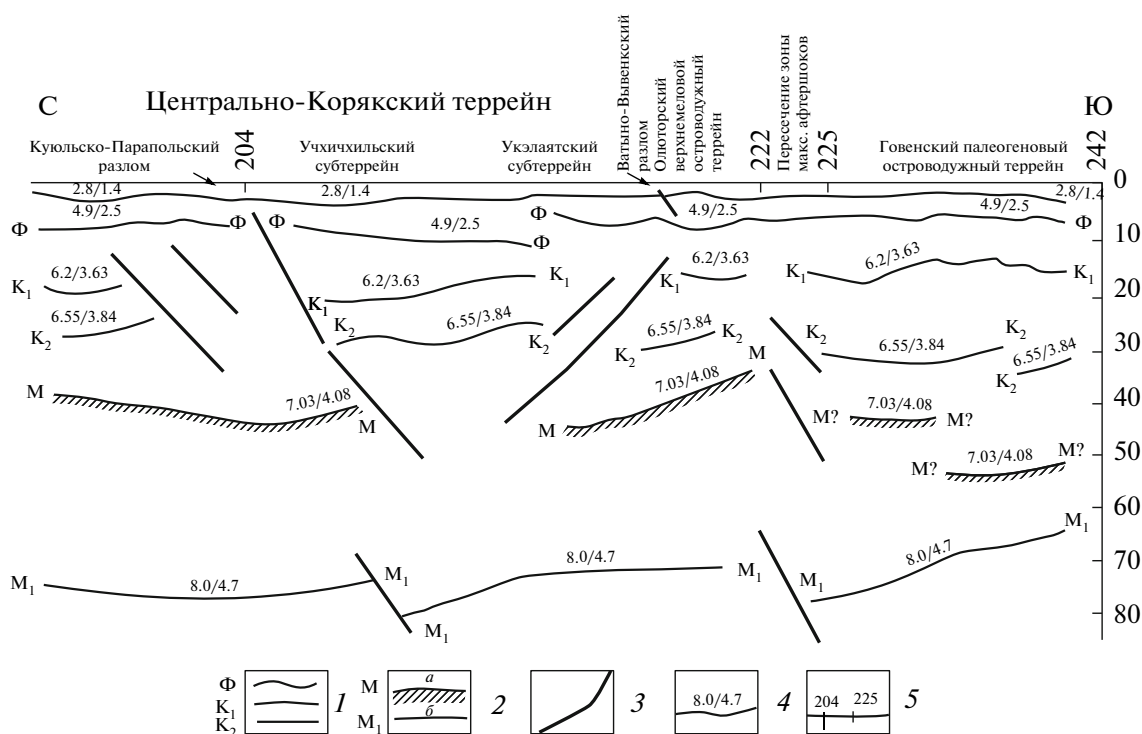 С
Центрально-Корякский террейн
Ю
Куюльско-Парапольский
разлом
204
Учхичхильский
субтеррейн
Укэлаятский
субтеррейн
Ватыно-Вывенкский
разлом
Олюторский
верхнемеловой
островодужный
террейн
222
Пересечение зоны
макс. афтершоков
225
Говенский палеогеновый
островодужный террейн
242
0
2.8/1.4
2.8/1.4
2.8/1.4
4.9/2.5
4.9/2.5
4.9/2.5
4.9/2.5
Ф
Ф
Ф
Ф
Ф
Ф
10
6.2/3.63
6.2/3.63
6.2/3.63
6.2/3.63
K1
K1
K1
K1
K1
K1
20
6.55/3.84
6.55/3.84
6.55/3.84
6.55/3.84
6.55/3.84
K2
K2
K2
K2
K2
K2
K2
K2
30
M
7.03/4.08
M
M
7.03/4.08
M
M?
7.03/4.08
M?
40
M?
7.03/4.08
M?
50
60
M1
8.0/4.7
M1
M1
8.0/4.7
M1
M1
8.0/4.7
M1
70
80
Ф
K1
K2
1
M
а
M1
б
2
3
8.0/4.7
4
204
225
5